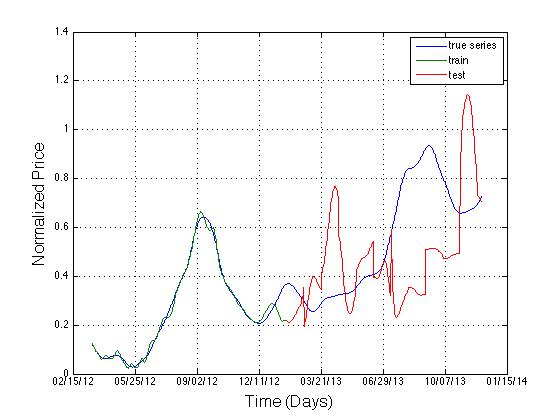 1.4
1.2
1
0.8
0.6
0.4
0.2
0
Normalized Price
true series
train
test
02/15/12 05/25/12 09/02/12 12/11/12 03/21/13 06/29/13 10/07/13 01/15/14
Time (Days)